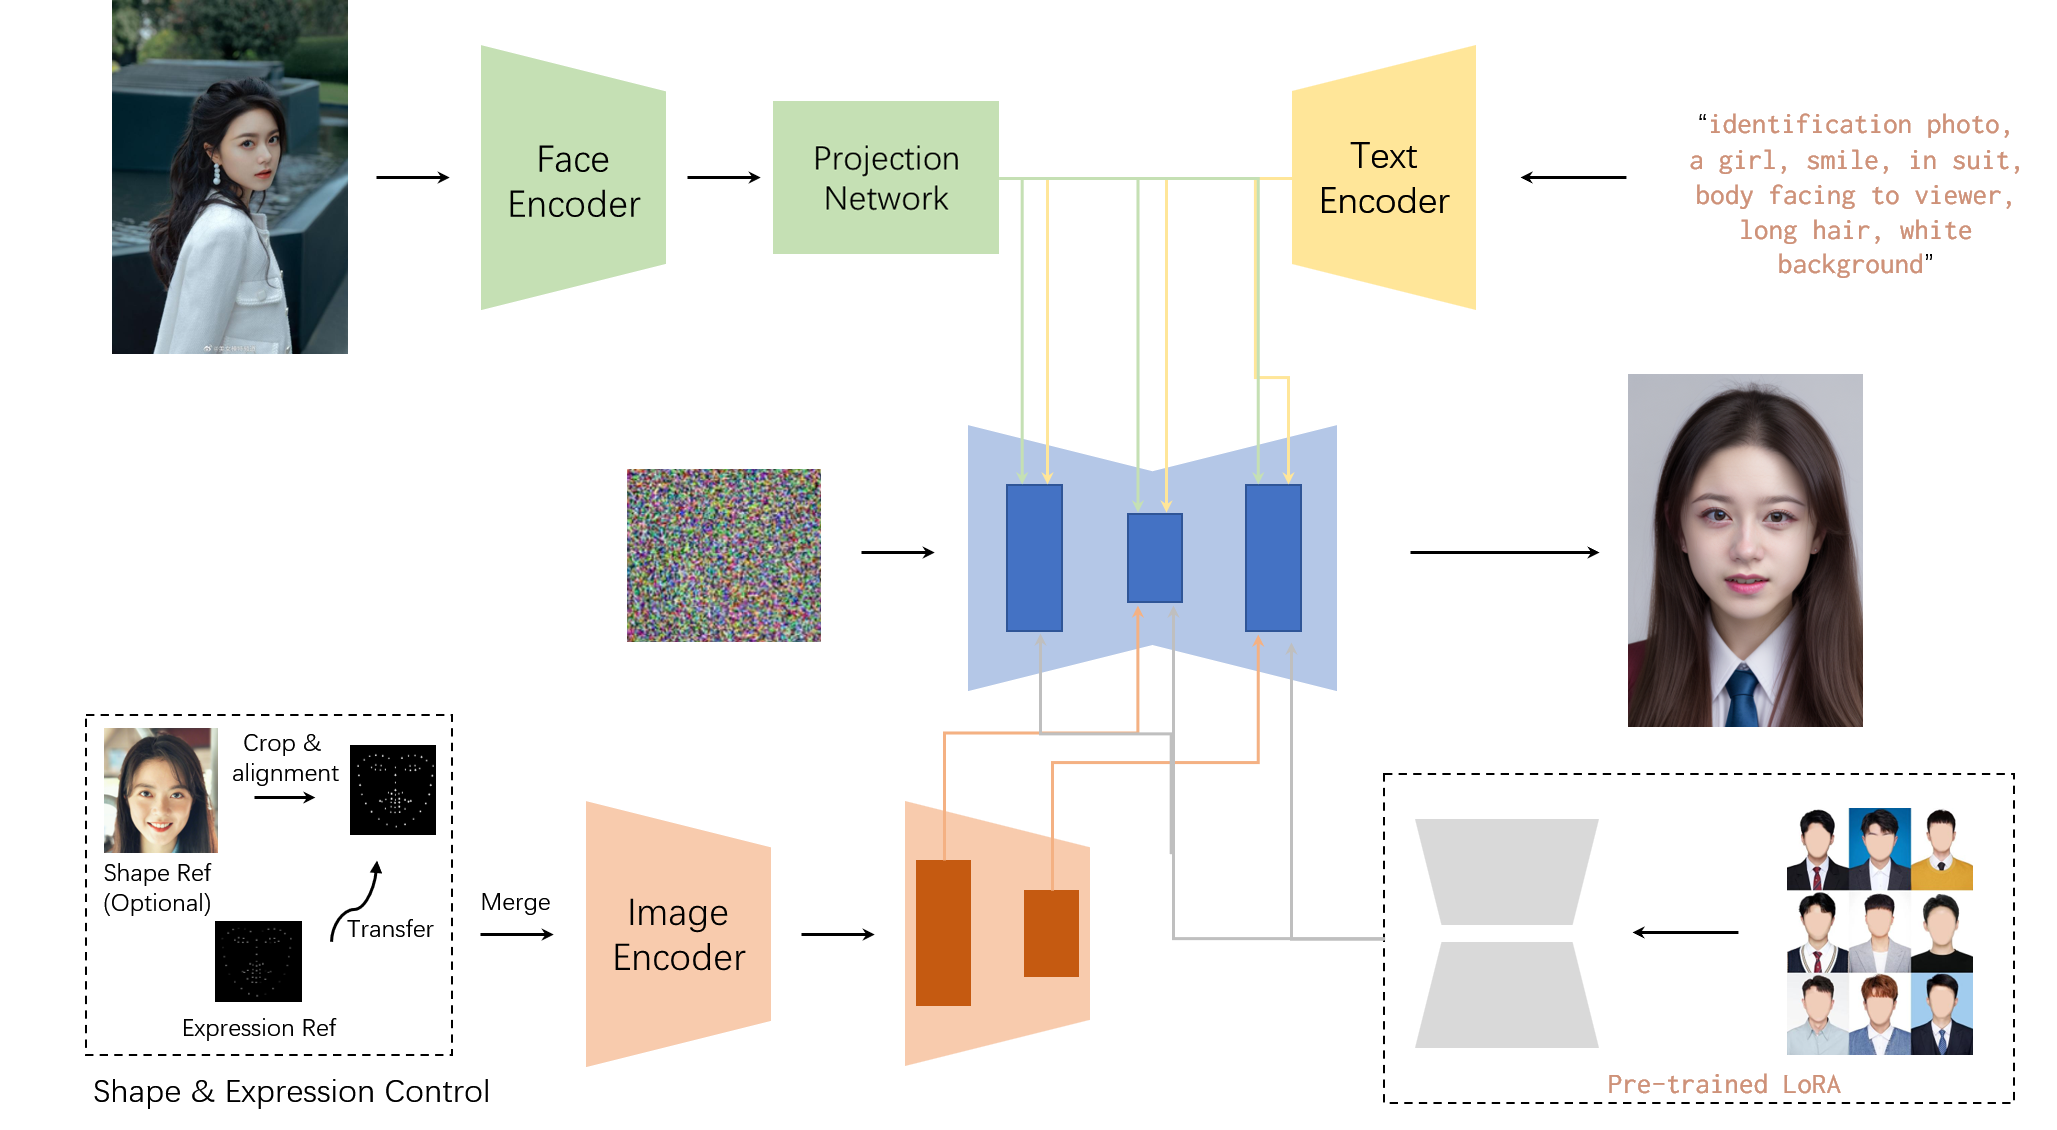 Face
Encoder
Projection
Network
Text
Encoder
“identification photo,
a girl, smile, in suit,
body facing to viewer,
long hair, white
background”
Crop &
alignment
Shape Ref
(Optional)
Transfer
Expression Ref
Shape & Expression Control
Merge
Image
Encoder
Pre-trained LoRA